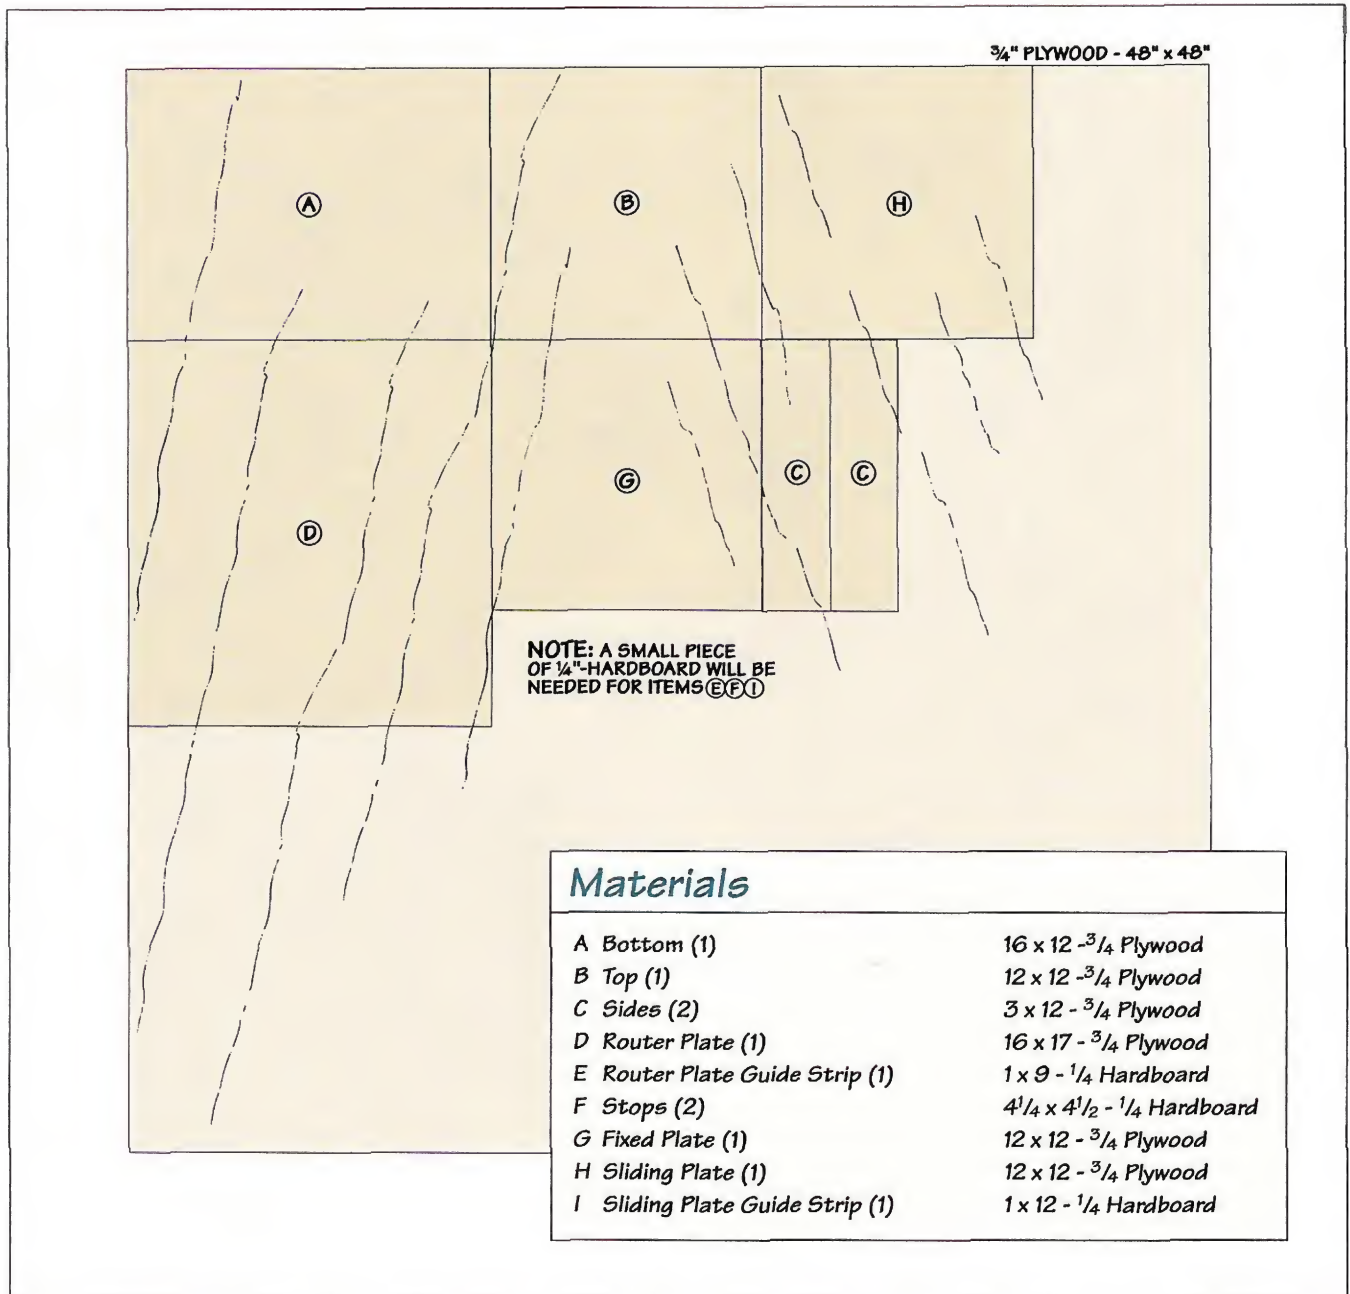 ¾" PLYWOOD - 48" x 48"
A
B
H
C
C
G
D
NOTE: A SMALL PIECE
OF ¼"-HARDBOARD WILL BE
NEEDED FOR ITEMS Ⓔ Ⓕ Ⓘ
Materials
A Bottom (1) 16 x 12 -3/4 Plywood
B Top (1) 12 x 12 -3/4 Plywood
C Sides (2) 3 x 12 - 3/4 Plywood
D Router Plate (1) 16 x 17 - 3/4 Plywood
E Router Plate Guide Strip (1) 1 x 9 - 1/4 Hardboard
F Stops (2) 4 1/4 x 4 1/2 - 1/4 Hardboard
G Fixed Plate (1) 12 x 12 - 3/4 Plywood
H Sliding Plate (1) 12 x 12 - 3/4 Plywood
I Sliding Plate Guide Strip (1) 1 x 12 - 1/4 Hardboard